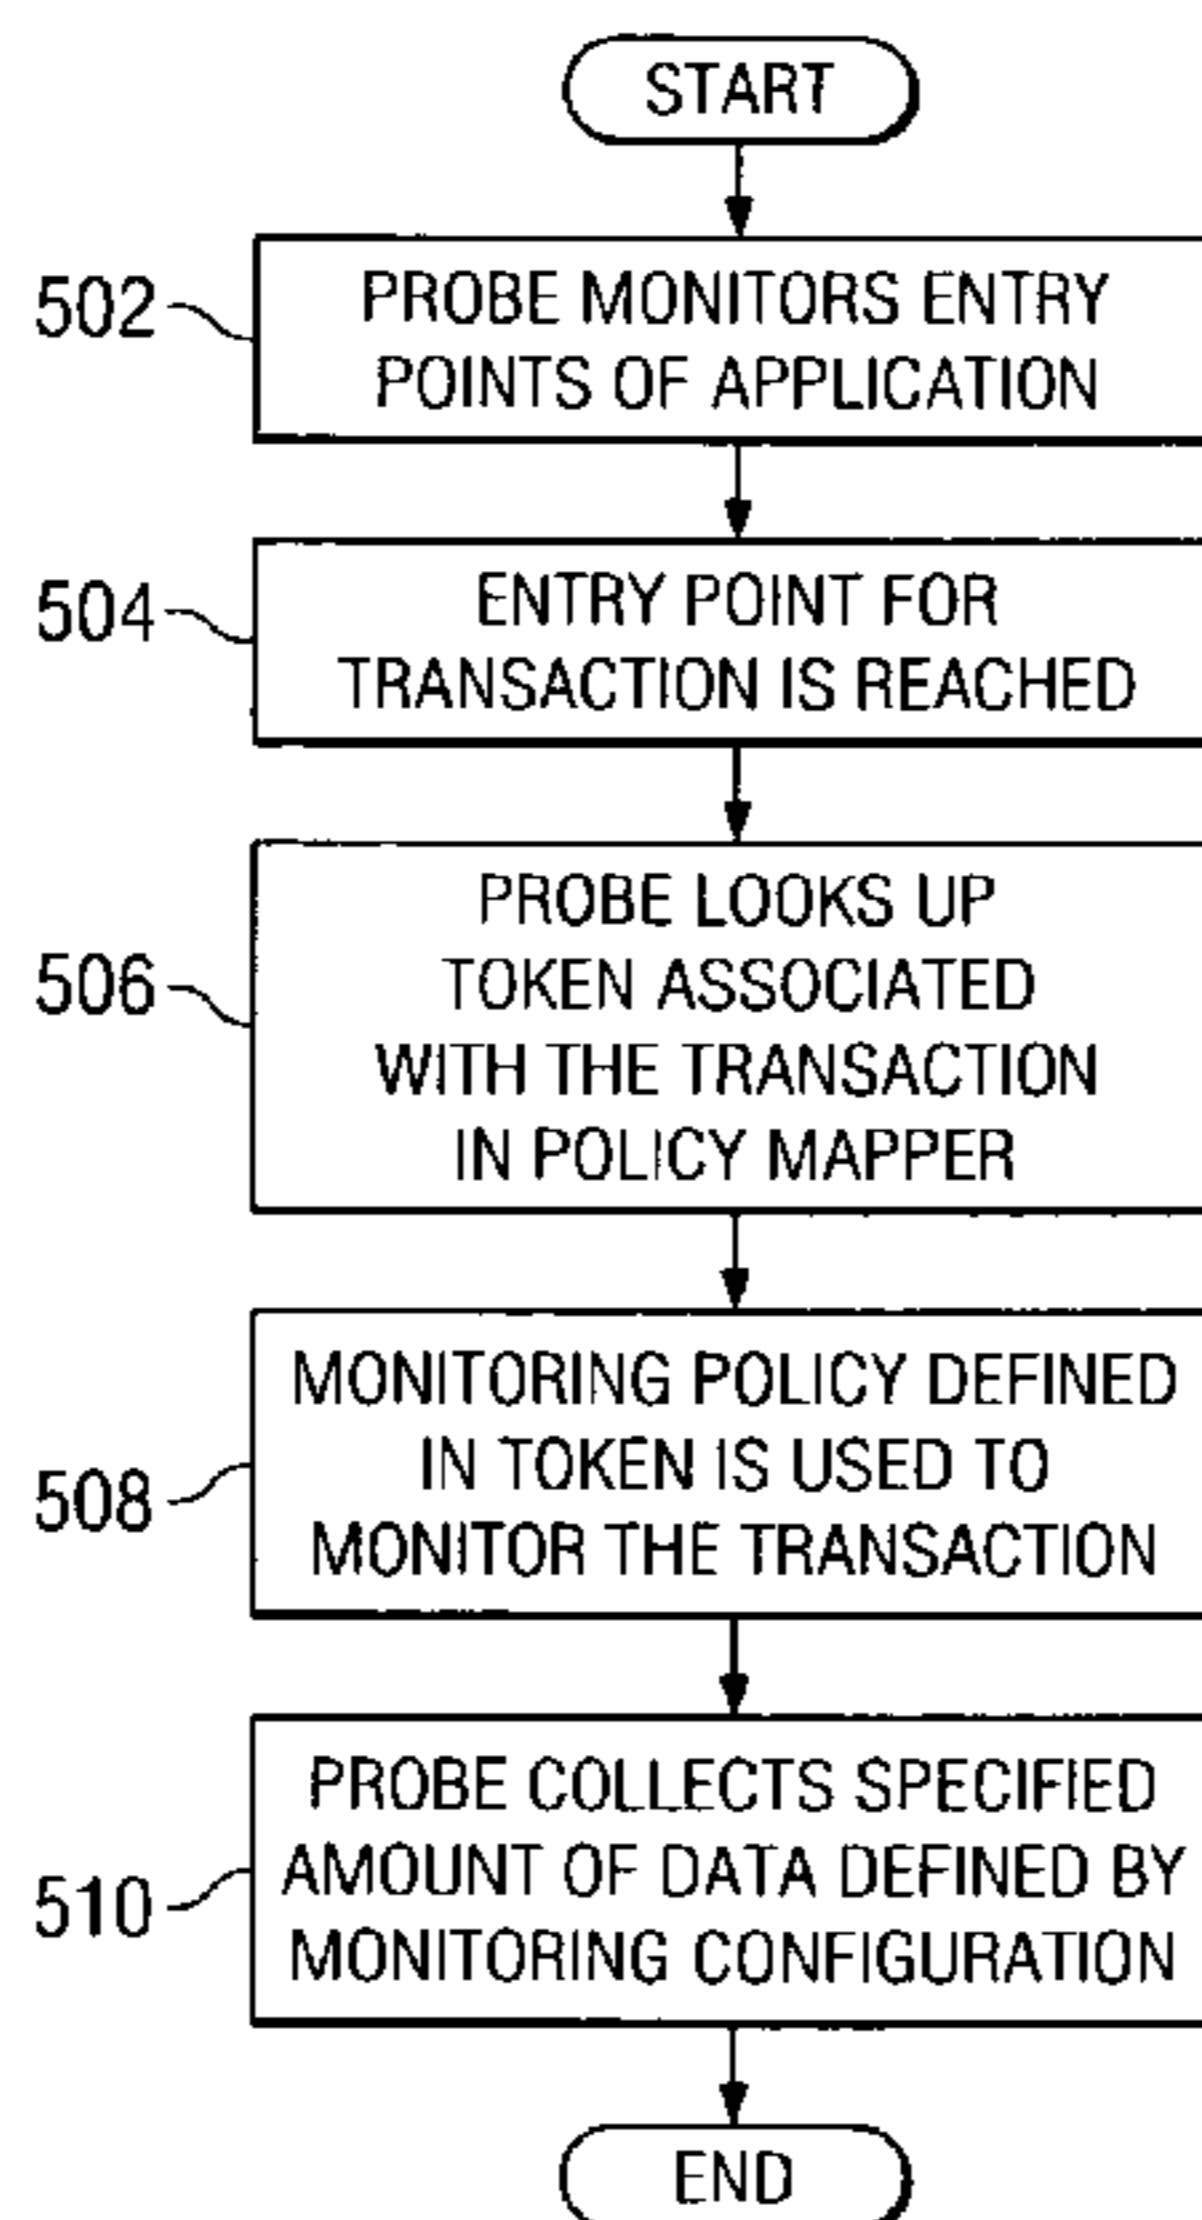 START
502
PROBE MONITORS ENTRY
POINTS OF APPLICATION
504
ENTRY POINT FOR
TRANSACTION IS REACHED
506
PROBE LOOKS UP
TOKEN ASSOCIATED
WITH THE TRANSACTION
IN POLICY MAPPER
508
MONITORING POLICY DEFINED
IN TOKEN IS USED TO
MONITOR THE TRANSACTION
510
PROBE COLLECTS SPECIFIED
AMOUNT OF DATA DEFINED BY
MONITORING CONFIGURATION
END